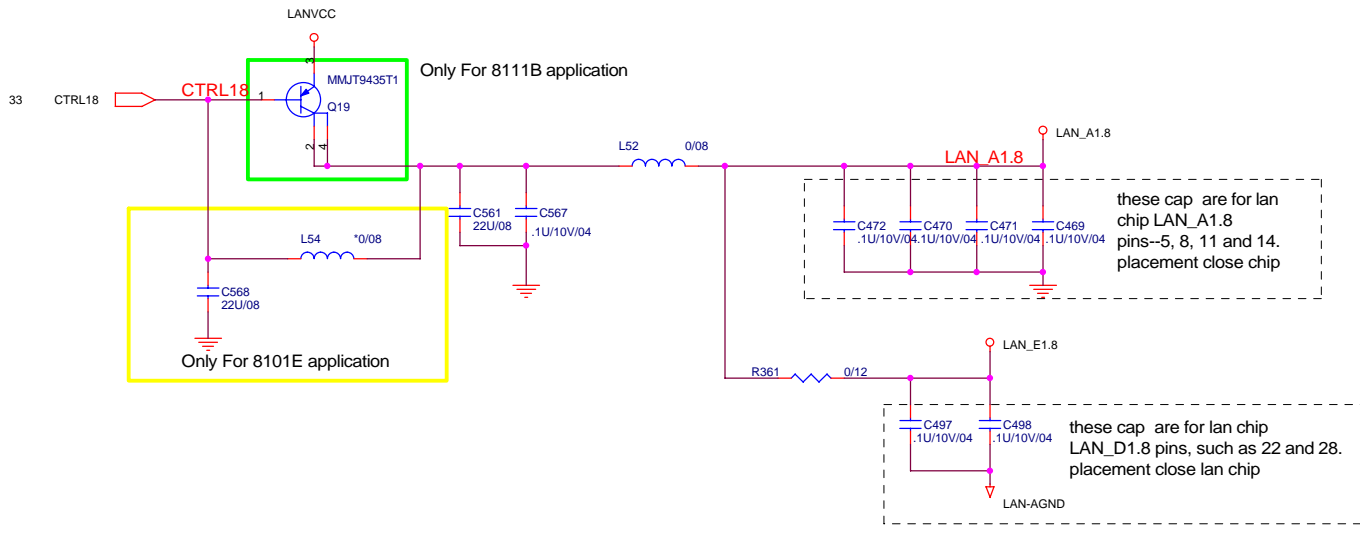 LANVCC
3
MMJT9435T1
Only For 8111B application
33 CTRL18 CTRL18 1
Q19
2 4
L52 0/08
LAN_A1.8
LAN_A1.8
C561
22U/08
C567
.1U/10V/04
C472
.1U/10V/04
C470
.1U/10V/04
C471
.1U/10V/04
C469
.1U/10V/04
these cap are for lan
chip LAN_A1.8
pins--5, 8, 11 and 14.
placement close chip
L54 *0/08
C568
22U/08
Only For 8101E application
LAN_E1.8
R361 0/12
C497
.1U/10V/04
C498
.1U/10V/04
these cap are for lan chip
LAN_D1.8 pins, such as 22 and 28.
placement close lan chip
LAN-AGND